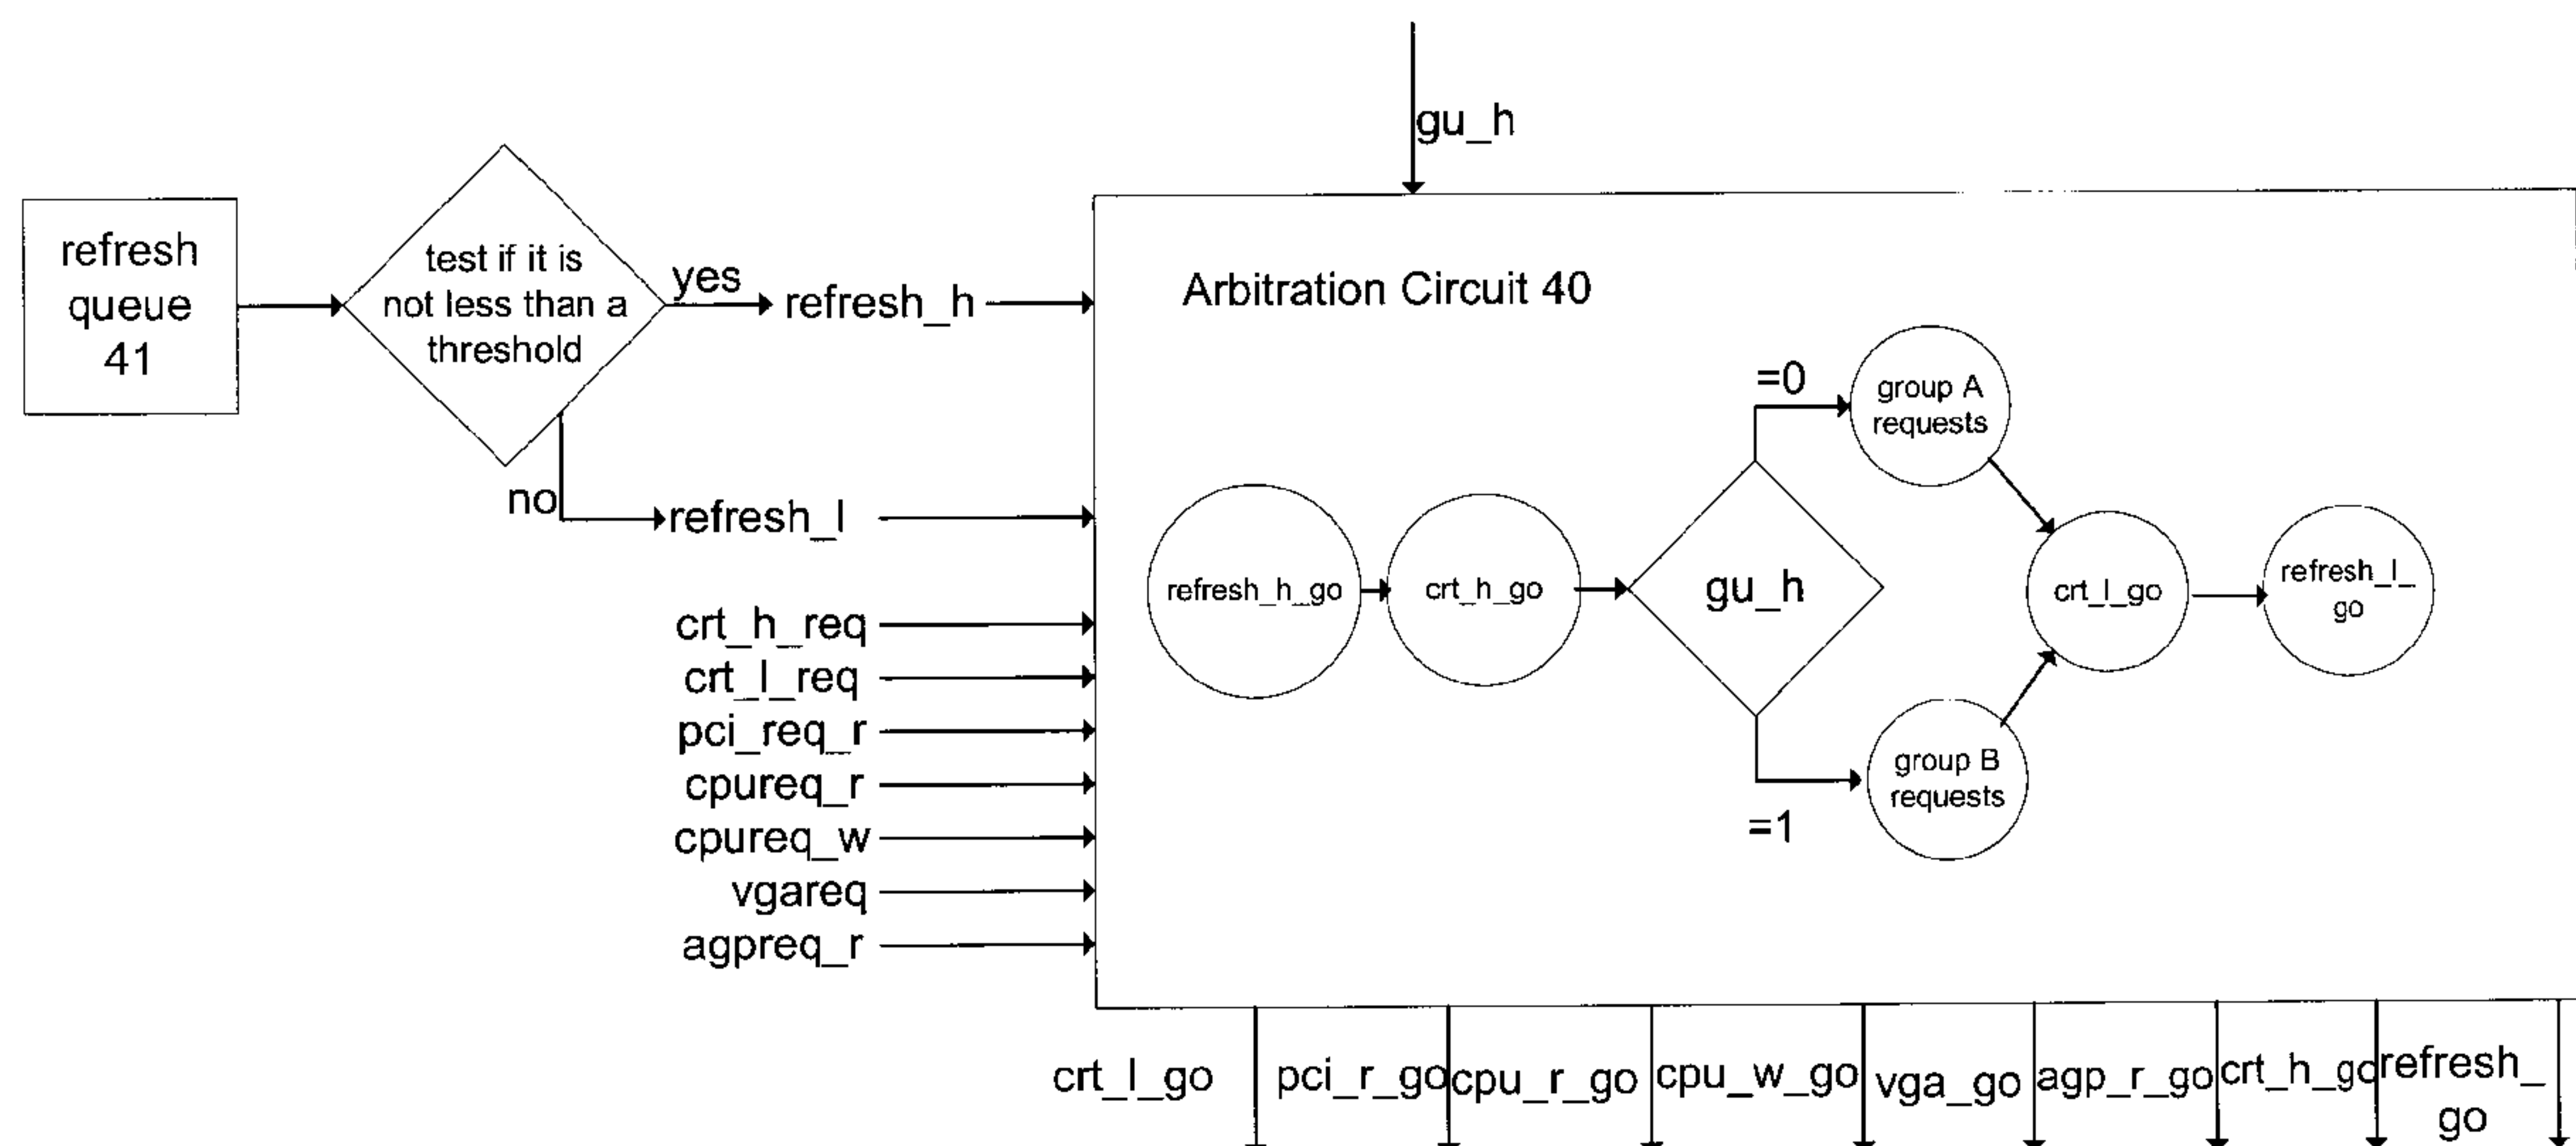 gu_h
refresh
queue
41
test if it is
not less than a
threshold
yes
refresh_h
no
refresh_l
crt_h_req
crt_l_req
pci_req_r
cpureq_r
cpureq_w
vgareq
agpreq_r
Arbitration Circuit 40
refresh_h_go
crt_h_go
gu_h
=0
group A
requests
=1
group B
requests
crt_l_go
refresh_l_
go
crt_l_go
pci_r_go
cpu_r_go
cpu_w_go
vga_go
agp_r_go
crt_h_go
refresh_
go